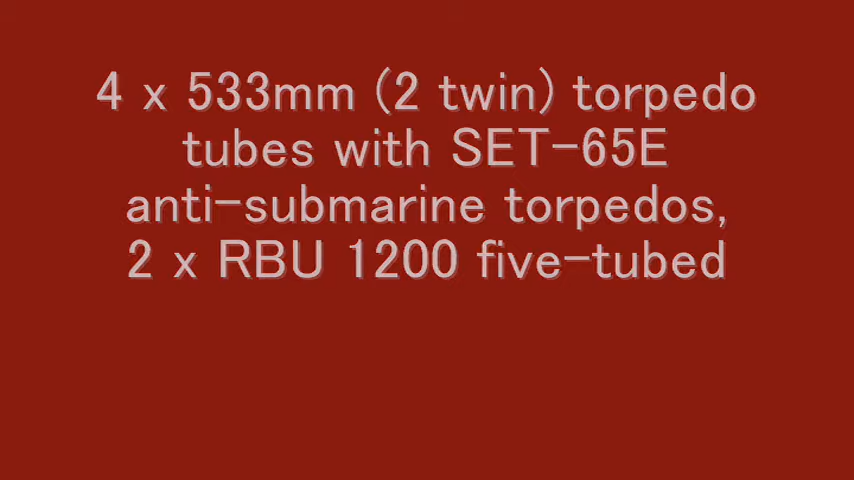 4 x 533mm (2 twin) torpedo
tubes with SET-65E
anti-submarine torpedos,
2 x RBU 1200 five-tubed